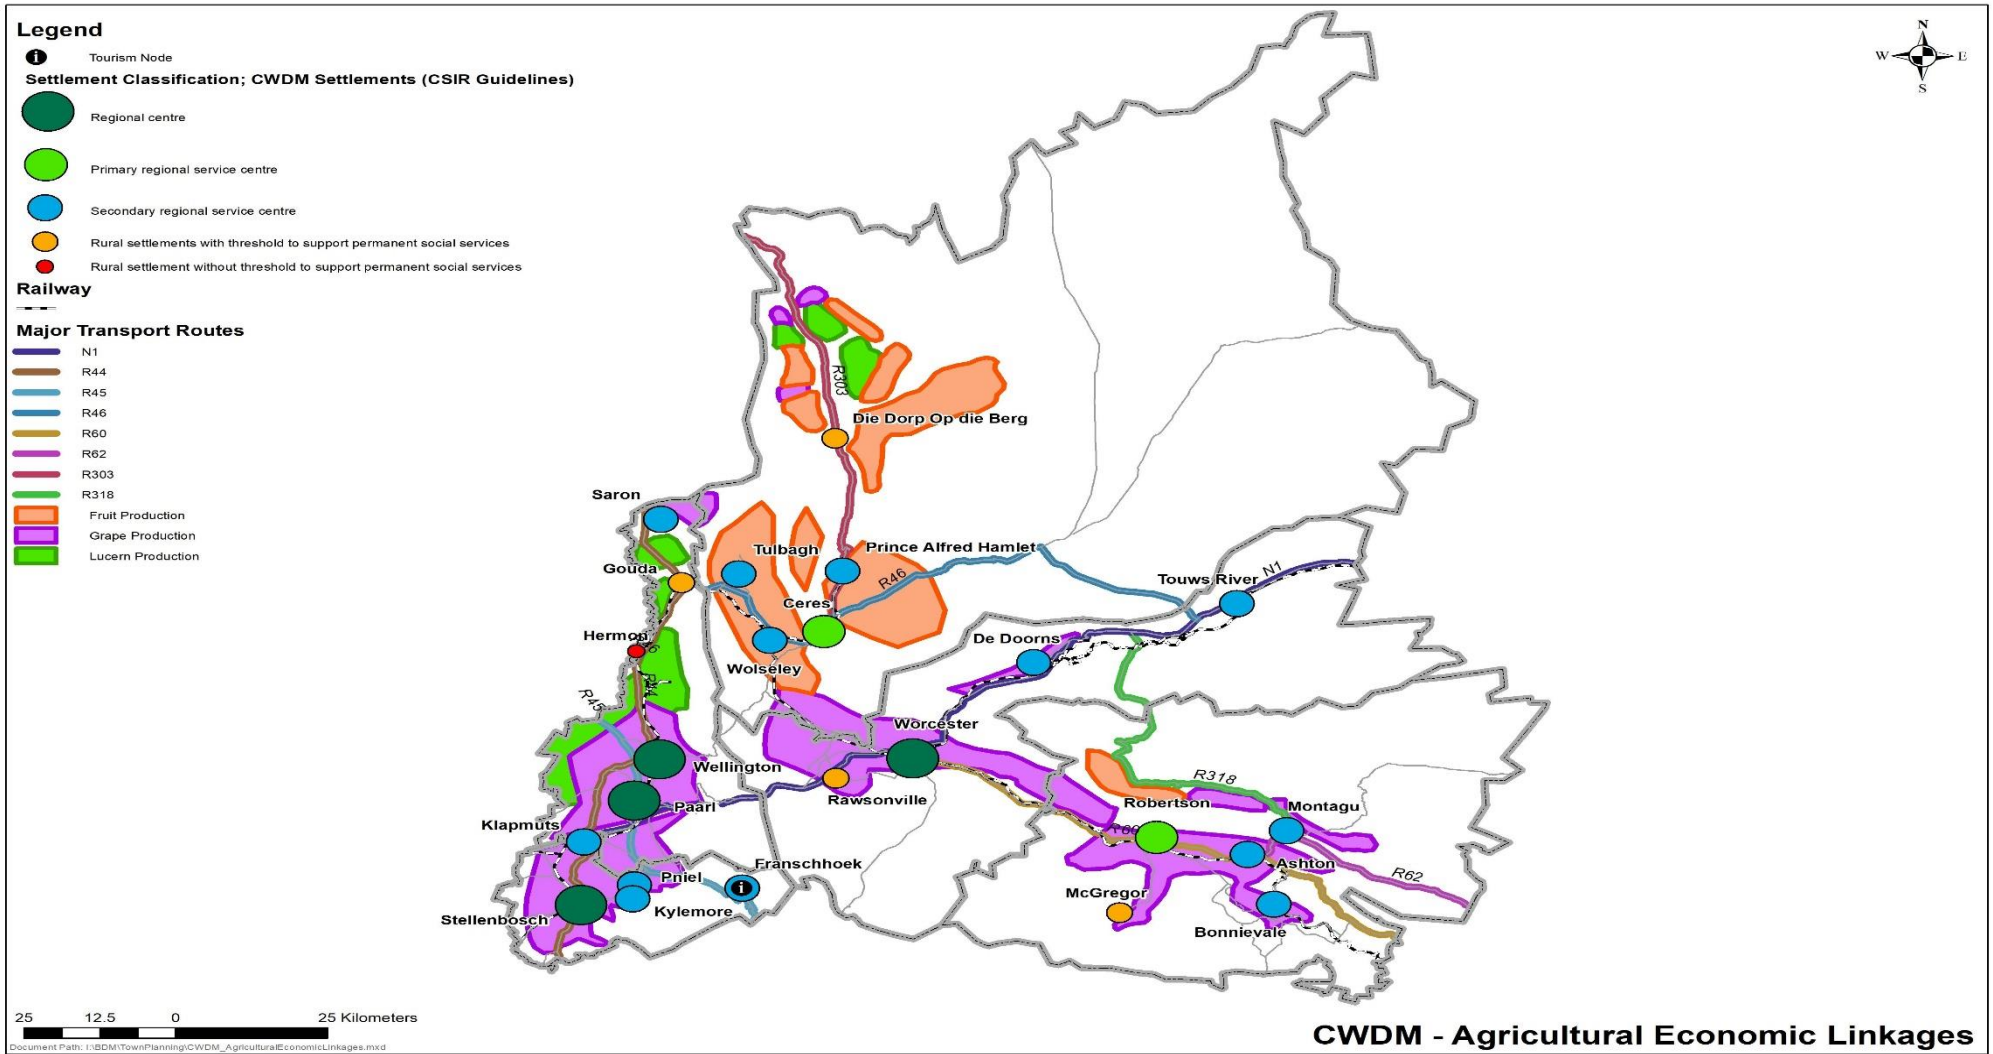 Legend
Tourism Node
Settlement Classification; CWDM Settlements (CSIR Guidelines)
Regional centre
Primary regional service centre
Secondary regional service centre
Rural settlements with threshold to support permanent social services
Rural settlement without threshold to support permanent social services
Railway
Major Transport Routes
N1
R44
R45
R46
R60
R62
R303
R318
Fruit Production
Grape Production
Lucern Production
N
W
E
S
R303
Die Dorp Op die Berg
Saron
Tulbagh
Prince Alfred Hamlet
Gouda
R46
Touws River
N1
Ceres
Hermon
De Doorns
Wolseley
R45
Worcester
Wellington
R318
Rawsonville
Robertson
Montagu
Paarl
Klapmuts
R60
Franschhoek
Ashton
Pniel
R62
McGregor
Kylemore
Stellenbosch
Bonnievale
25 12.5 0 25 Kilometers
CWDM - Agricultural Economic Linkages
Document Path: I:\BDM\TownPlanning\CWDM_AgriculturalEconomicLinkages.mxd